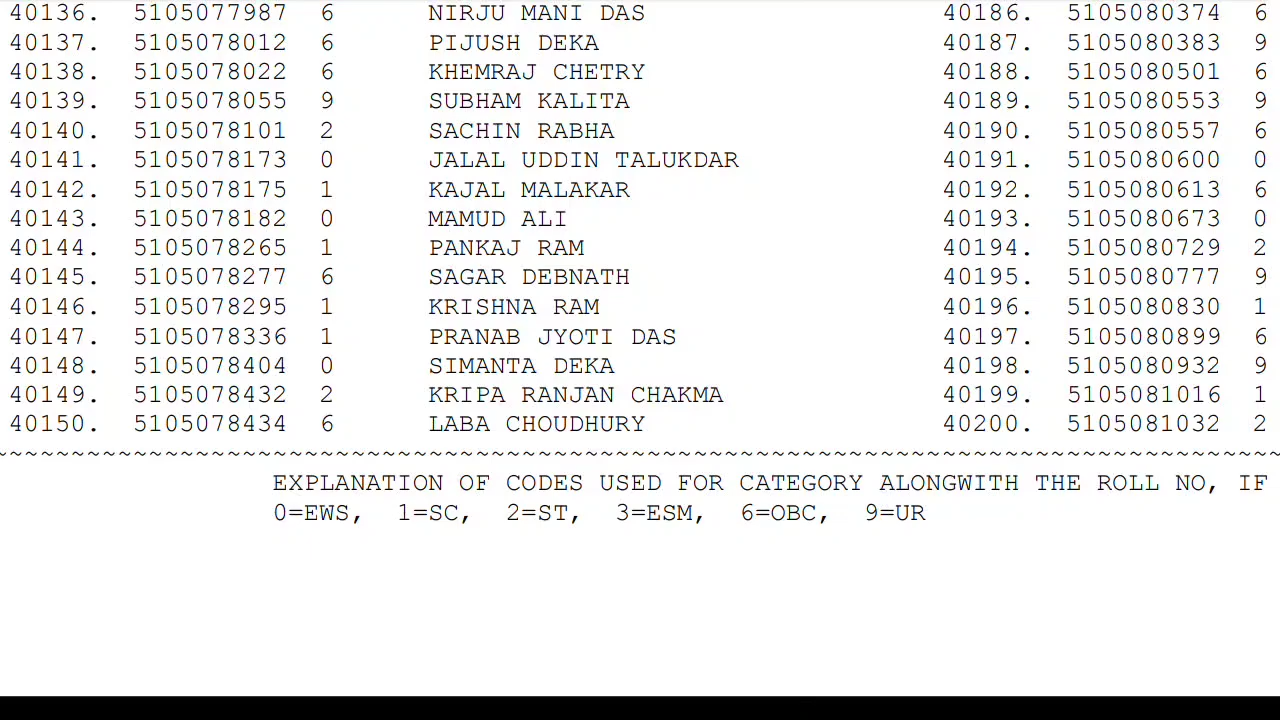 40136. 5105077987 6 NIRJU MANI DAS 40186. 5105080374 6
40137. 5105078012 6 PIJUSH DEKA 40187. 5105080383 9
40138. 5105078022 6 KHEMRAJ CHETRY 40188. 5105080501 6
40139. 5105078055 9 SUBHAM KALITA 40189. 5105080553 9
40140. 5105078101 2 SACHIN RABHA 40190. 5105080557 6
40141. 5105078173 0 JALAL UDDIN TALUKDAR 40191. 5105080600 0
40142. 5105078175 1 KAJAL MALAKAR 40192. 5105080613 6
40143. 5105078182 0 MAMUD ALI 40193. 5105080673 0
40144. 5105078265 1 PANKAJ RAM 40194. 5105080729 2
40145. 5105078277 6 SAGAR DEBNATH 40195. 5105080777 9
40146. 5105078295 1 KRISHNA RAM 40196. 5105080830 1
40147. 5105078336 1 PRANAB JYOTI DAS 40197. 5105080899 6
40148. 5105078404 0 SIMANTA DEKA 40198. 5105080932 9
40149. 5105078432 2 KRIPA RANJAN CHAKMA 40199. 5105081016 1
40150. 5105078434 6 LABA CHOUDHURY 40200. 5105081032 2
EXPLANATION OF CODES USED FOR CATEGORY ALONGWITH THE ROLL NO, IF
0=EWS, 1=SC, 2=ST, 3=ESM, 6=OBC, 9=UR